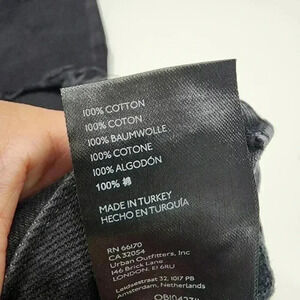 100% COTTON
100% COTON
100% BAUMWOLLE
100% COTONE
100% ALGODÓN
100% 棉
MADE IN TURKEY
HECHO EN TURQUÍA
RN 66170
CA 32054
Urban Outfitters, Inc
146 Brick Lane
LONDON. E1 6RU
Leidsestraat 32, 1017 PB
Amsterdam, Netherlands